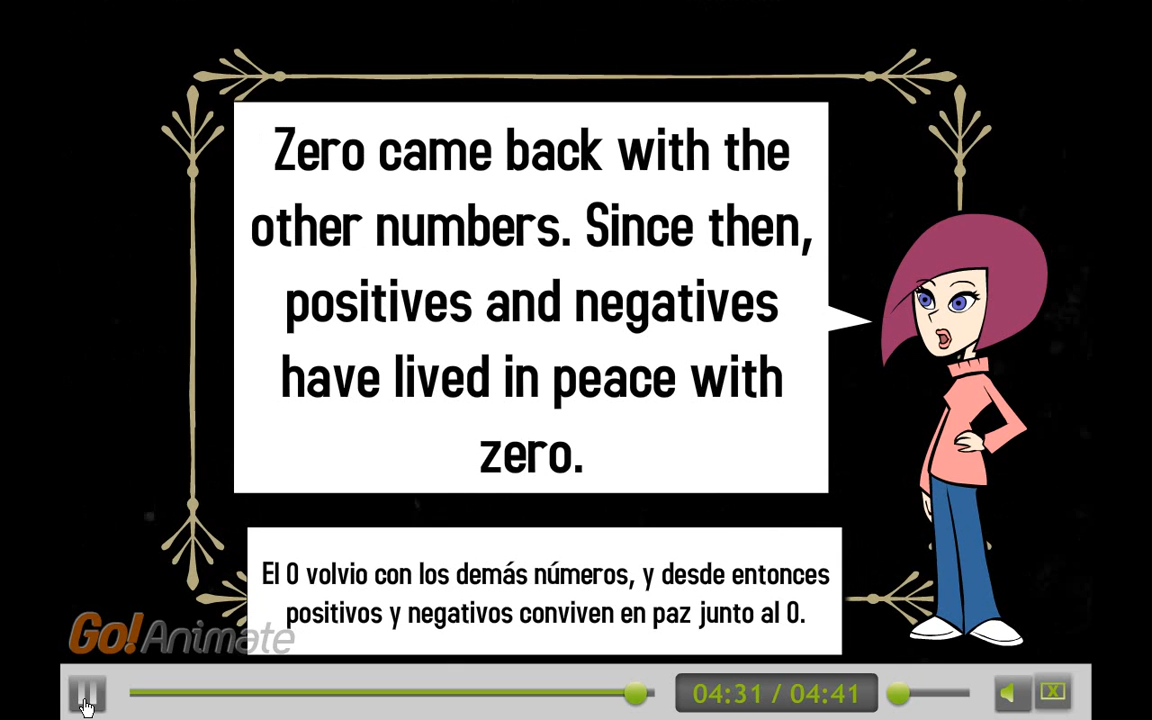 Zero came back with the
other numbers. Since then,
positives and negatives
have lived in peace with
zero.
El 0 volvio con los demás números, y desde entonces
positivos y negativos conviven en paz junto al 0.
Go!Animate
04:31 / 04:41